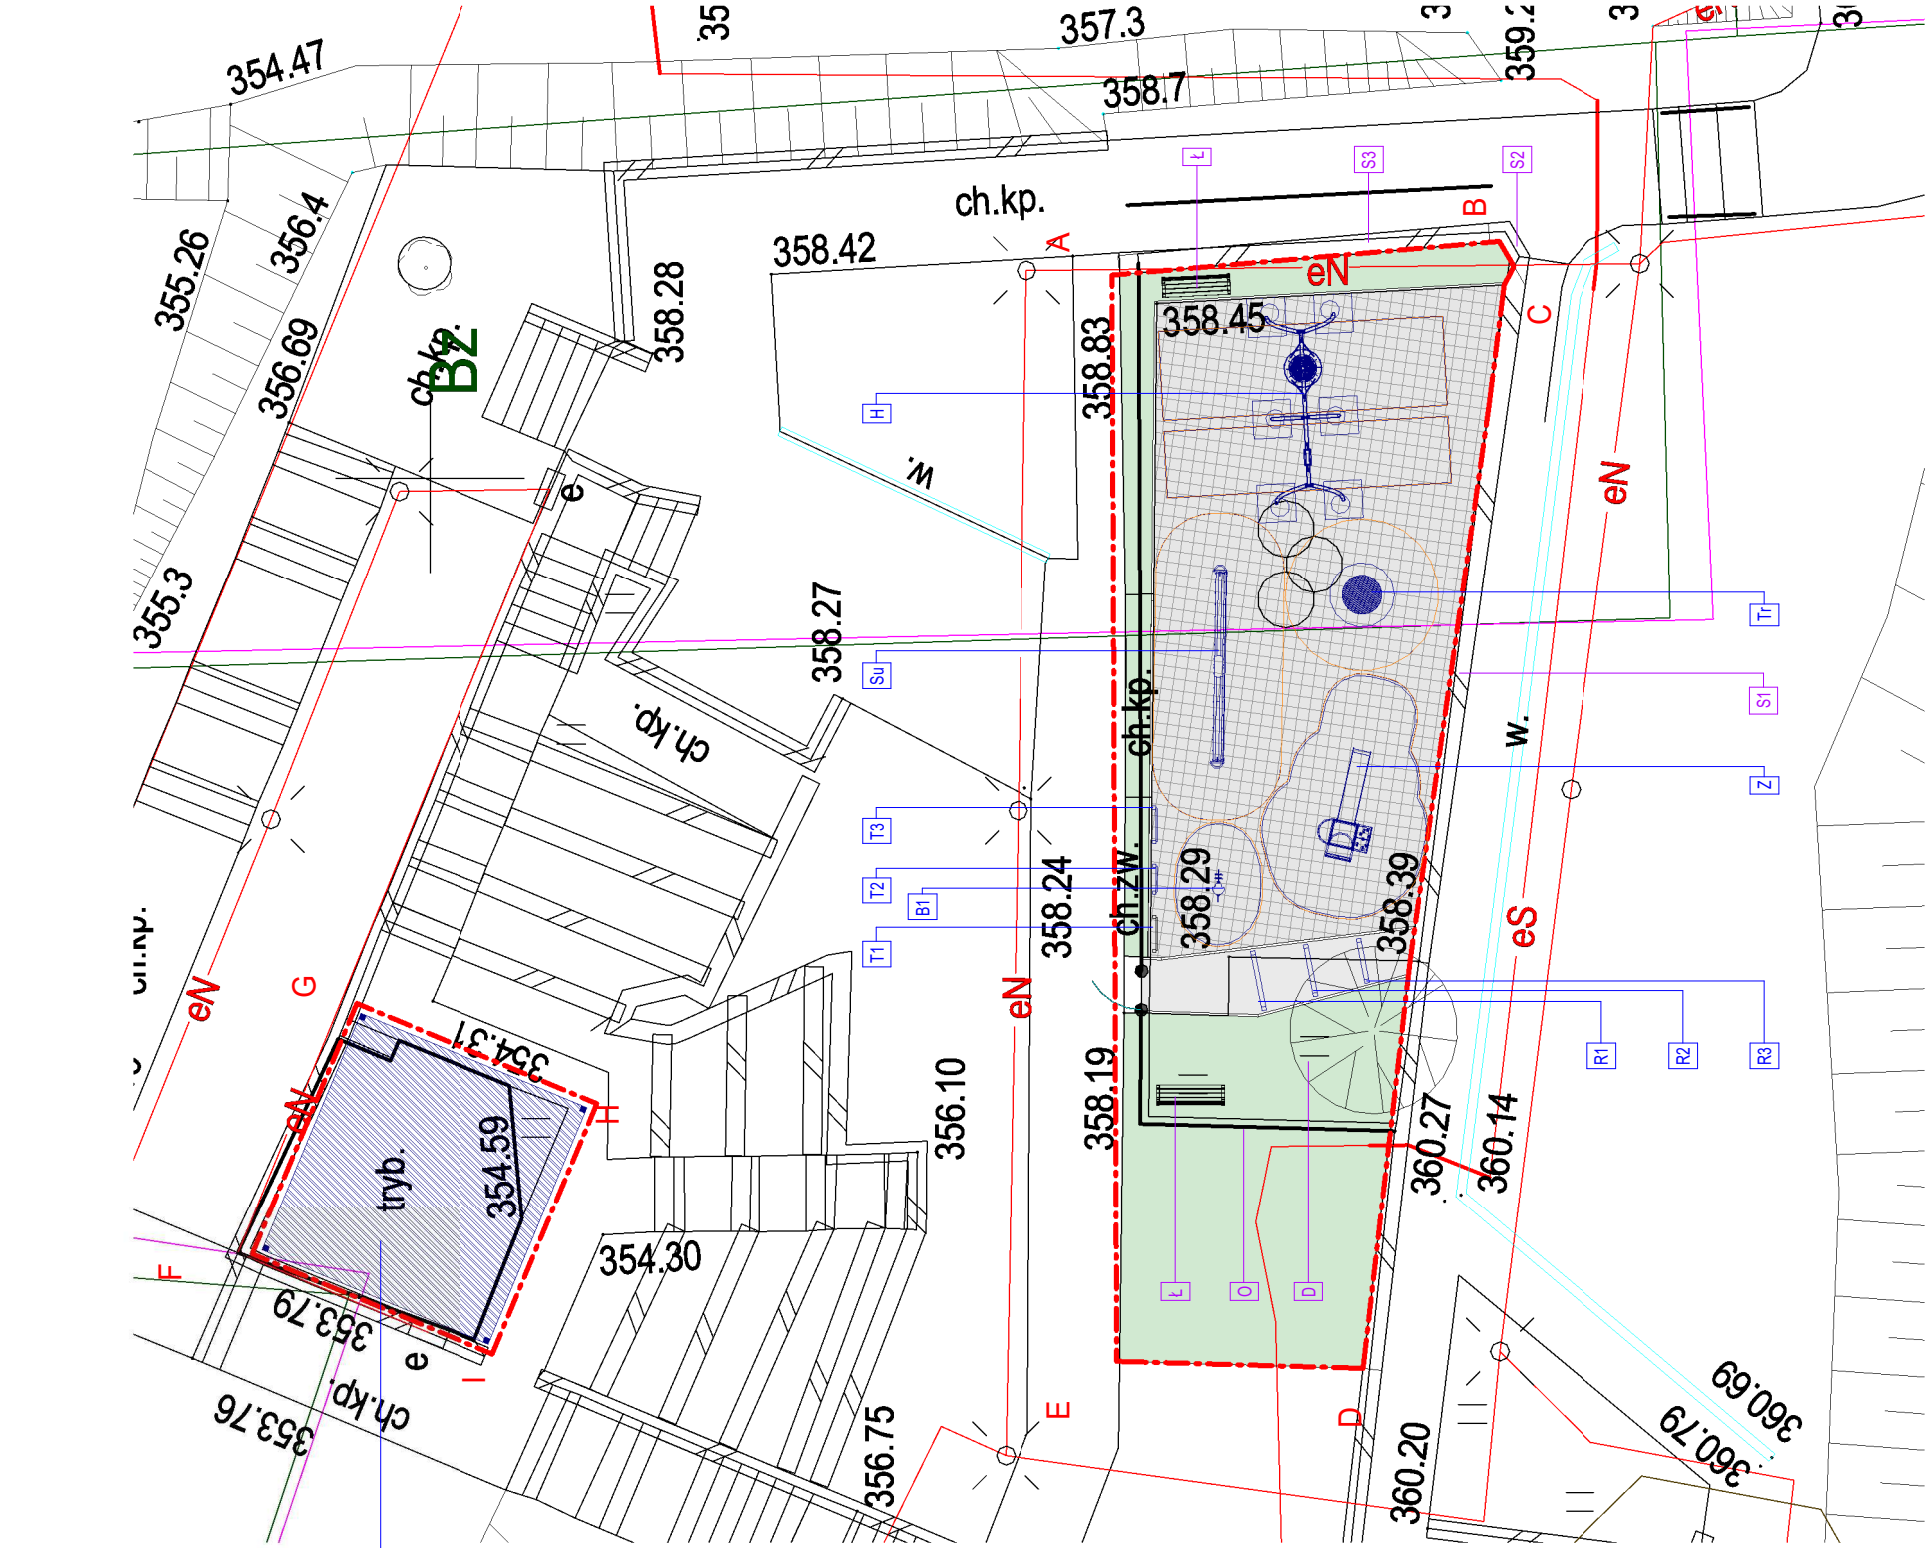 357.3
359.2
354.47
358.7
Ł
S3
S2
ch.kp.
B
356.4
358.42
A
355.26
eN
358.28
C
358.45
356.69
358.83
ch.kp.
Bz
H
w.
eN
e
355.3
358.27
Tr
Su
S1
ch.kp.
ch.kp.
w.
Z
T3
358.24
ch.zw.
358.29
358.39
T2
B1
eS
T1
G
eN
eN
354.31
R1
R2
R3
358.19
356.10
eN
H
354.59
tryb.
360.27
360.14
354.30
F
Ł
O
D
353.79
e
I
ch.kp.
353.76
E
D
356.75
360.20
360.69
360.79